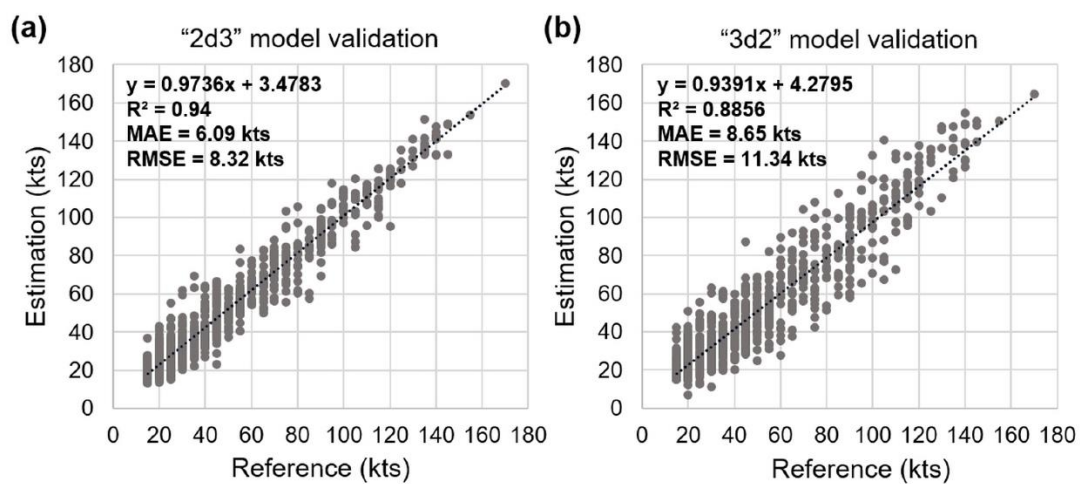 (a)
“2d3” model validation
y = 0.9736x + 3.4783
R² = 0.94
MAE = 6.09 kts
RMSE = 8.32 kts
180
160
140
120
100
80
60
40
20
0
Estimation (kts)
0 20 40 60 80 100 120 140 160 180
Reference (kts)
(b)
“3d2” model validation
y = 0.9391x + 4.2795
R² = 0.8856
MAE = 8.65 kts
RMSE = 11.34 kts
180
160
140
120
100
80
60
40
20
0
Estimation (kts)
0 20 40 60 80 100 120 140 160 180
Reference (kts)